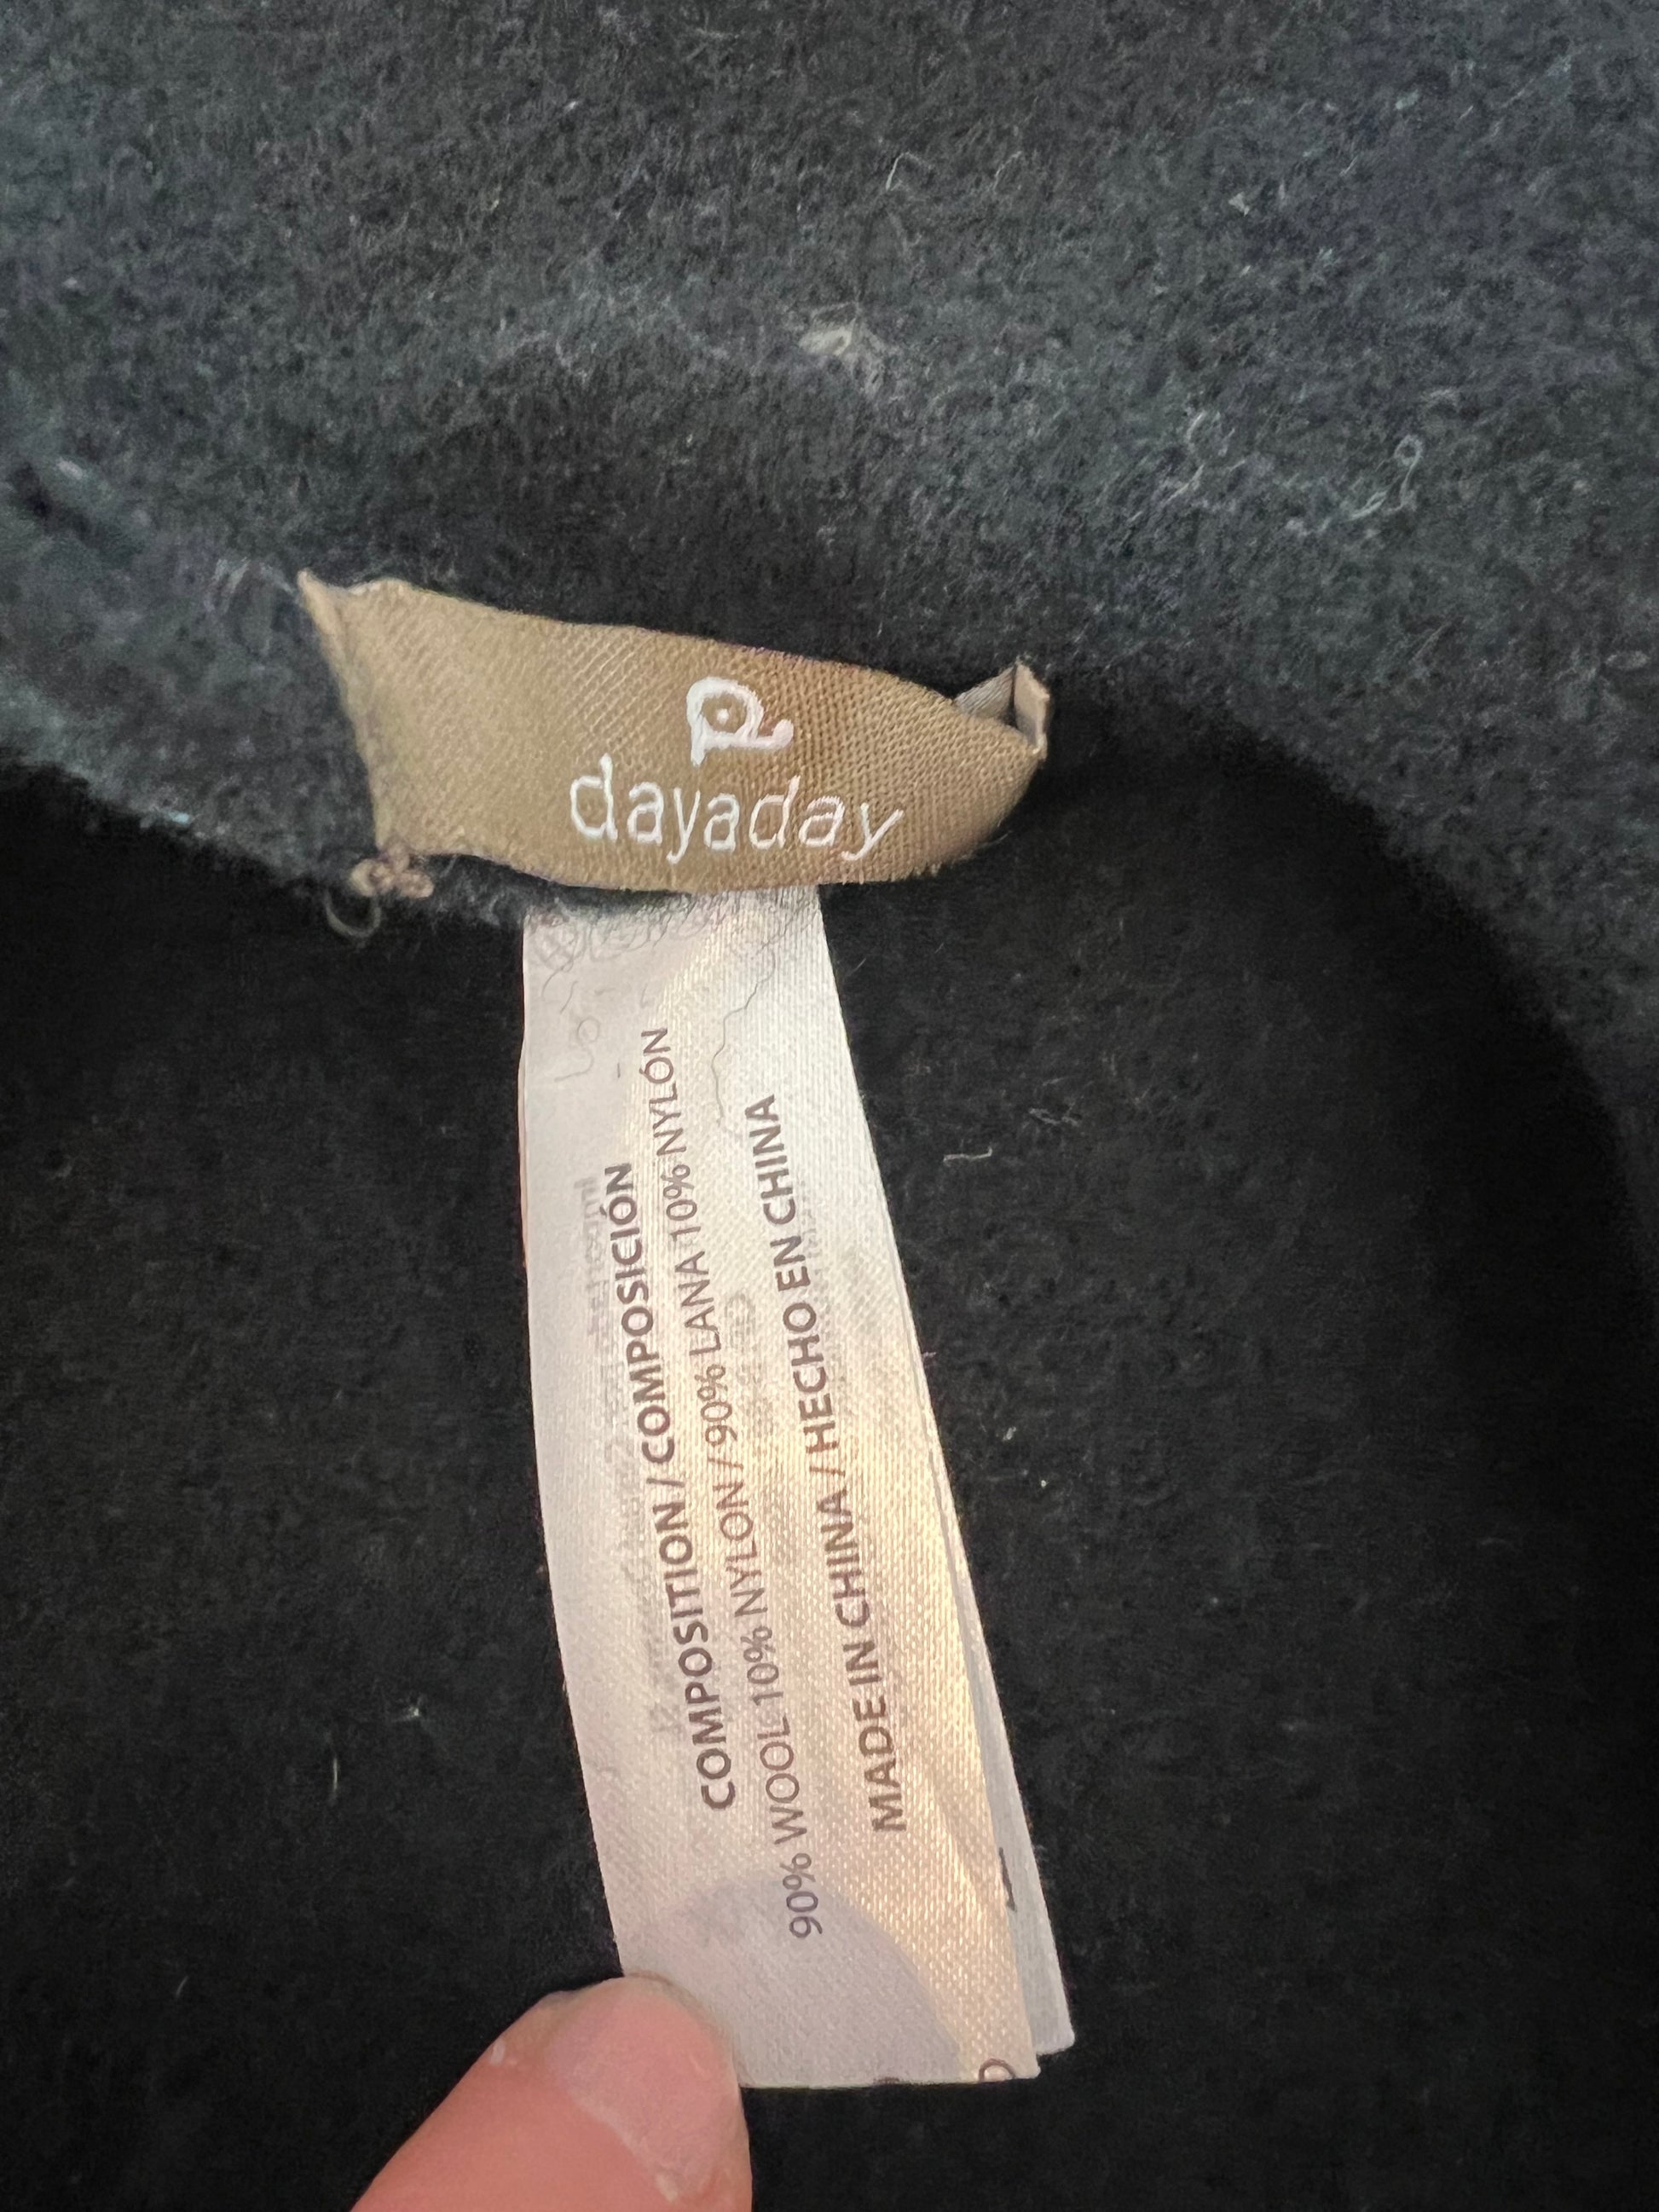 dayaday
COMPOSITION / COMPOSICIÓN
90% WOOL 10% NYLON / 90% LANA 10% NYLÓN
MADE IN CHINA / HECHO EN CHINA